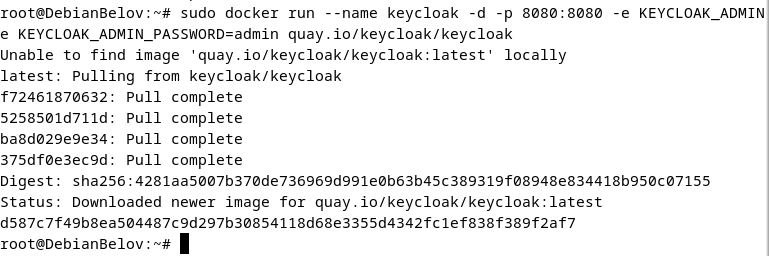 root@DebianBelov:~# sudo docker run --name keycloak -d -p 8080:8080 -e KEYCLOAK_ADMIN
e KEYCLOAK_ADMIN_PASSWORD=admin quay.io/keycloak/keycloak
Unable to find image 'quay.io/keycloak/keycloak:latest' locally
latest: Pulling from keycloak/keycloak
f72461870632: Pull complete
5258501d711d: Pull complete
ba8d029e9e34: Pull complete
375df0e3ec9d: Pull complete
Digest: sha256:4281aa5007b370de736969d991e0b63b45c389319f08948e834418b950c07155
Status: Downloaded newer image for quay.io/keycloak/keycloak:latest
d587c7f49b8ea504487c9d297b30854118d68e3355d4342fc1ef838f389f2af7
root@DebianBelov:~#